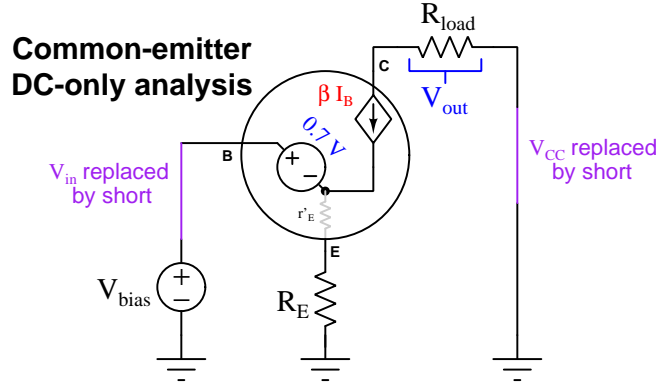 Common-emitter
DC-only analysis
R_load
C
β I_B
V_out
0.7 V
+
−
B
V_in replaced
by short
V_CC replaced
by short
r'_E
E
+
−
V_bias
R_E